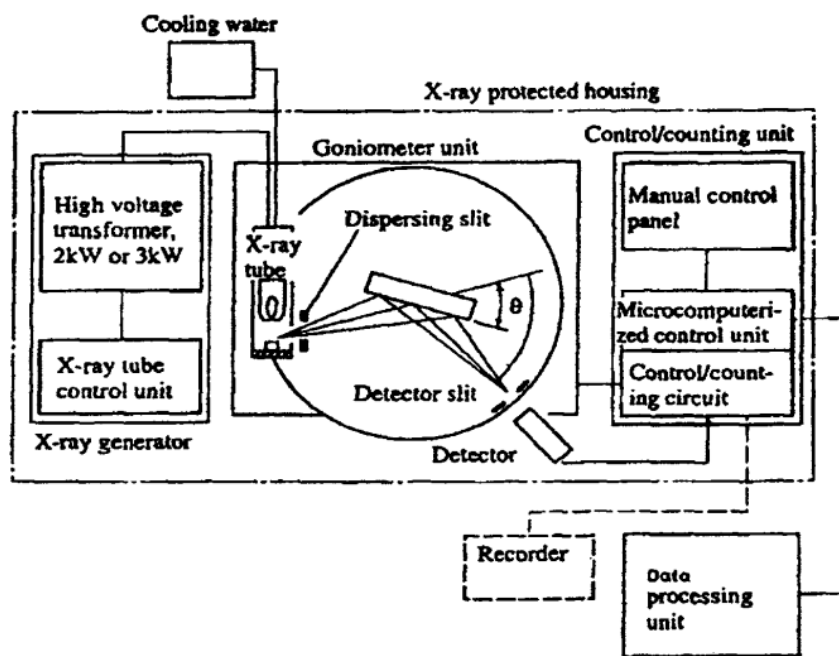 Cooling water
X-ray protected housing
Control/counting unit
Goniometer unit
High voltage
transformer,
2kW or 3kW
X-ray
tube
Dispersing slit
Manual control
panel
θ
X-ray tube
control unit
Microcomputeriz-
ed control unit
Control/count-
ing circuit
Detector slit
X-ray generator
Detector
Recorder
Data
processing
unit